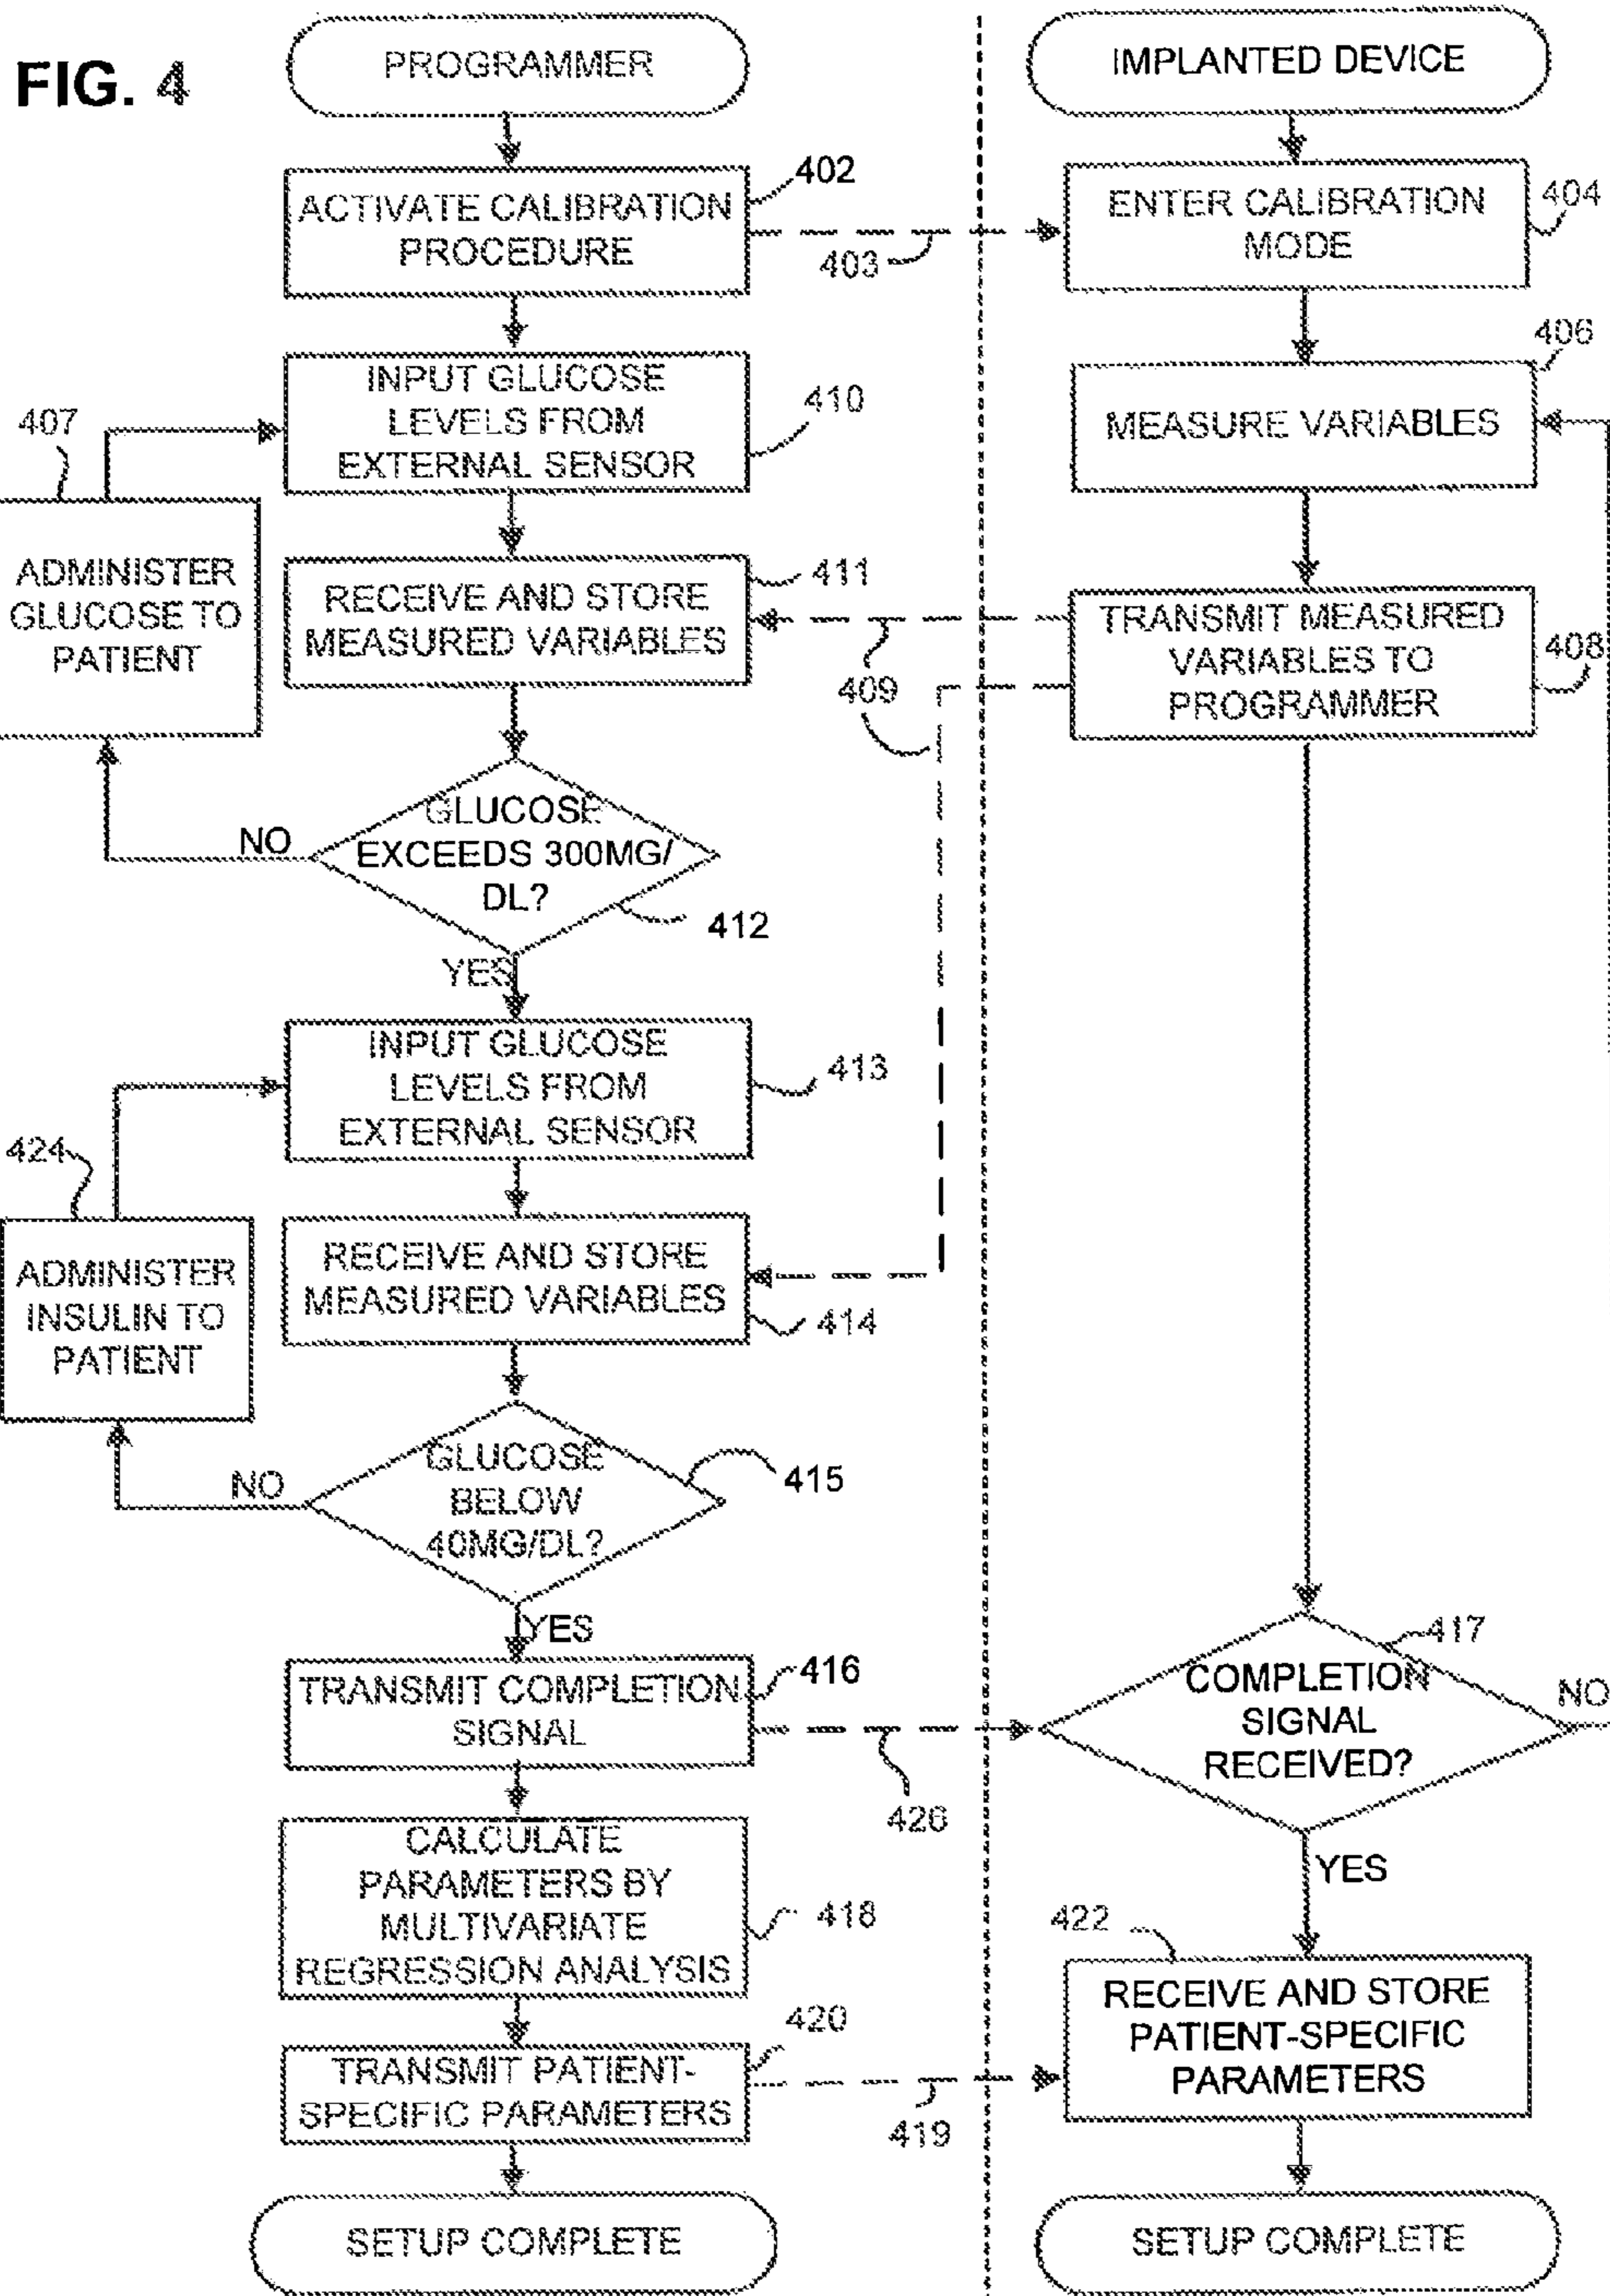 FIG. 4
PROGRAMMER
IMPLANTED DEVICE
402
ACTIVATE CALIBRATION
PROCEDURE
403
ENTER CALIBRATION
MODE
404
406
INPUT GLUCOSE
LEVELS FROM
EXTERNAL SENSOR
410
MEASURE VARIABLES
407
ADMINISTER
GLUCOSE TO
PATIENT
411
RECEIVE AND STORE
MEASURED VARIABLES
409
TRANSMIT MEASURED
VARIABLES TO
PROGRAMMER
408
GLUCOSE
EXCEEDS 300MG/
DL?
NO
412
YES
INPUT GLUCOSE
LEVELS FROM
EXTERNAL SENSOR
413
424
ADMINISTER
INSULIN TO
PATIENT
RECEIVE AND STORE
MEASURED VARIABLES
414
GLUCOSE
BELOW
40MG/DL?
NO
415
YES
TRANSMIT COMPLETION
SIGNAL
416
426
417
COMPLETION
SIGNAL
RECEIVED?
NO
YES
CALCULATE
PARAMETERS BY
MULTIVARIATE
REGRESSION ANALYSIS
418
422
RECEIVE AND STORE
PATIENT-SPECIFIC
PARAMETERS
420
TRANSMIT PATIENT-
SPECIFIC PARAMETERS
419
SETUP COMPLETE
SETUP COMPLETE